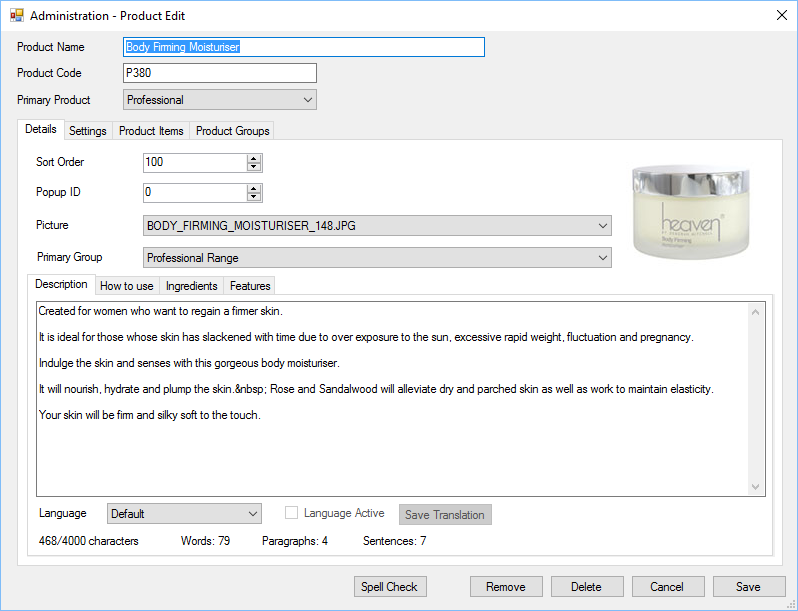 Administration - Product Edit
Product Name
Body Firming Moisturiser
Product Code
P380
Primary Product
Professional
Details
Settings
Product Items
Product Groups
Sort Order
100
Popup ID
0
Picture
BODY_FIRMING_MOISTURISER_148.JPG
Primary Group
Professional Range
heaven
Body Firming
Description
How to use
Ingredients
Features
Created for women who want to regain a firmer skin.
It is ideal for those whose skin has slackened with time due to over exposure to the sun, excessive rapid weight, fluctuation and pregnancy.
Indulge the skin and senses with this gorgeous body moisturiser.
It will nourish, hydrate and plump the skin.&nbsp; Rose and Sandalwood will alleviate dry and parched skin as well as work to maintain elasticity.
Your skin will be firm and silky soft to the touch.
Language
Default
Language Active
Save Translation
468/4000 characters
Words: 79
Paragraphs: 4
Sentences: 7
Spell Check
Remove
Delete
Cancel
Save